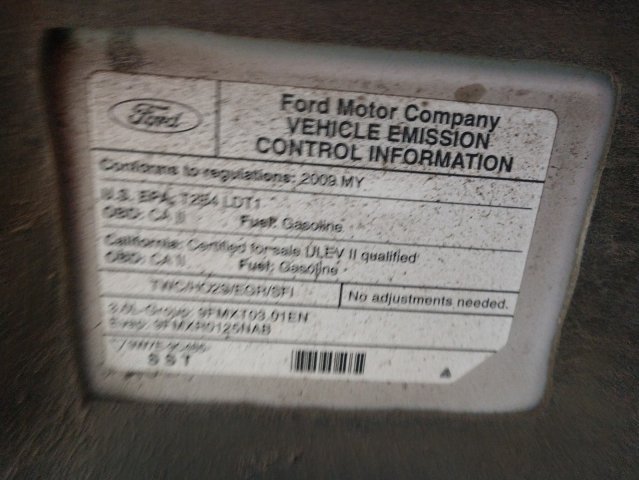 Ford
Ford Motor Company
VEHICLE EMISSION
CONTROL INFORMATION
Conforms to regulations: 2009 MY
U.S. EPA: T2B4 LDT1
OBD: CA II Fuel: Gasoline
California: Certified for sale ULEV II qualified
OBD: CA II Fuel: Gasoline
TWC/HO2S/EGR/SFI
No adjustments needed.
-Group: 9FMXT03.01EN
Evap: 9FMXR0125NAB
SST